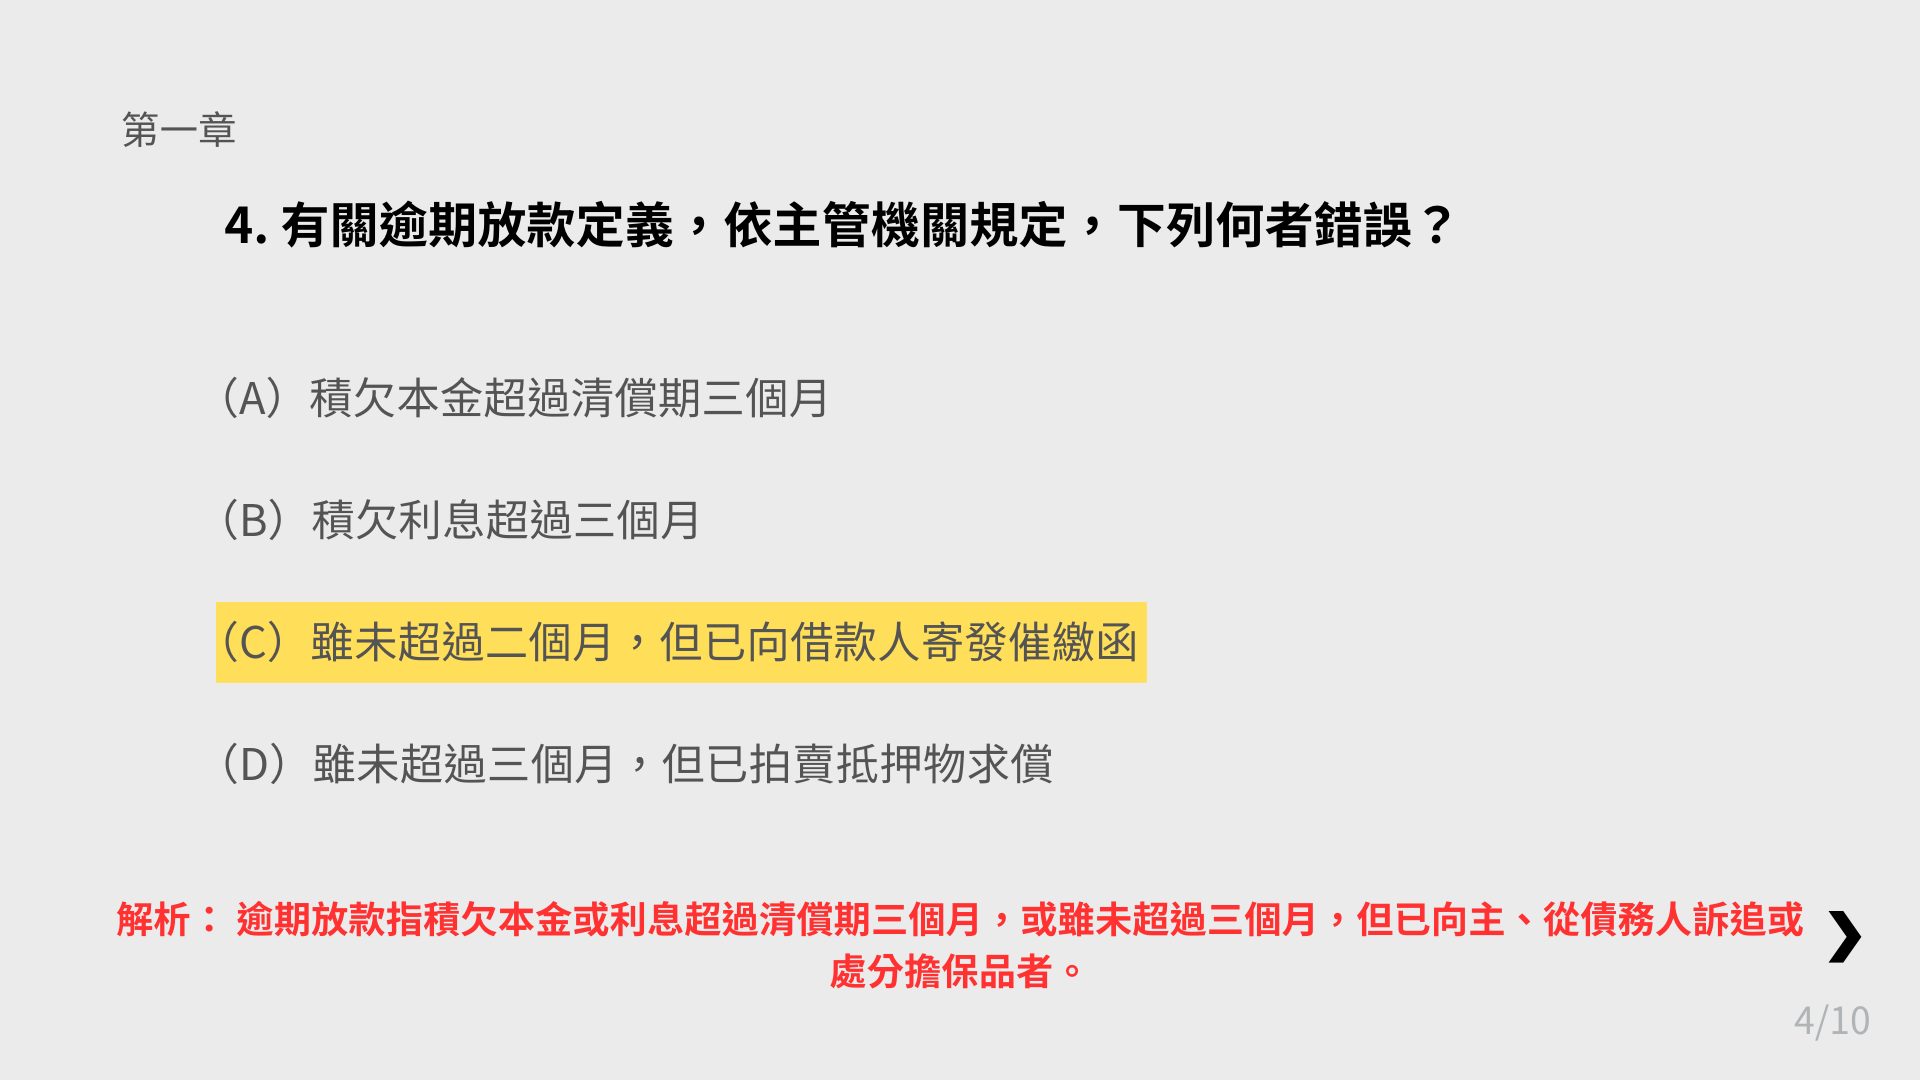 第一章
4. 有關逾期放款定義，依主管機關規定，下列何者錯誤？
（A）積欠本金超過清償期三個月
（B）積欠利息超過三個月
（C）雖未超過二個月，但已向借款人寄發催繳函
（D）雖未超過三個月，但已拍賣抵押物求償
解析： 逾期放款指積欠本金或利息超過清償期三個月，或雖未超過三個月，但已向主、從債務人訴追或
處分擔保品者。
4/10